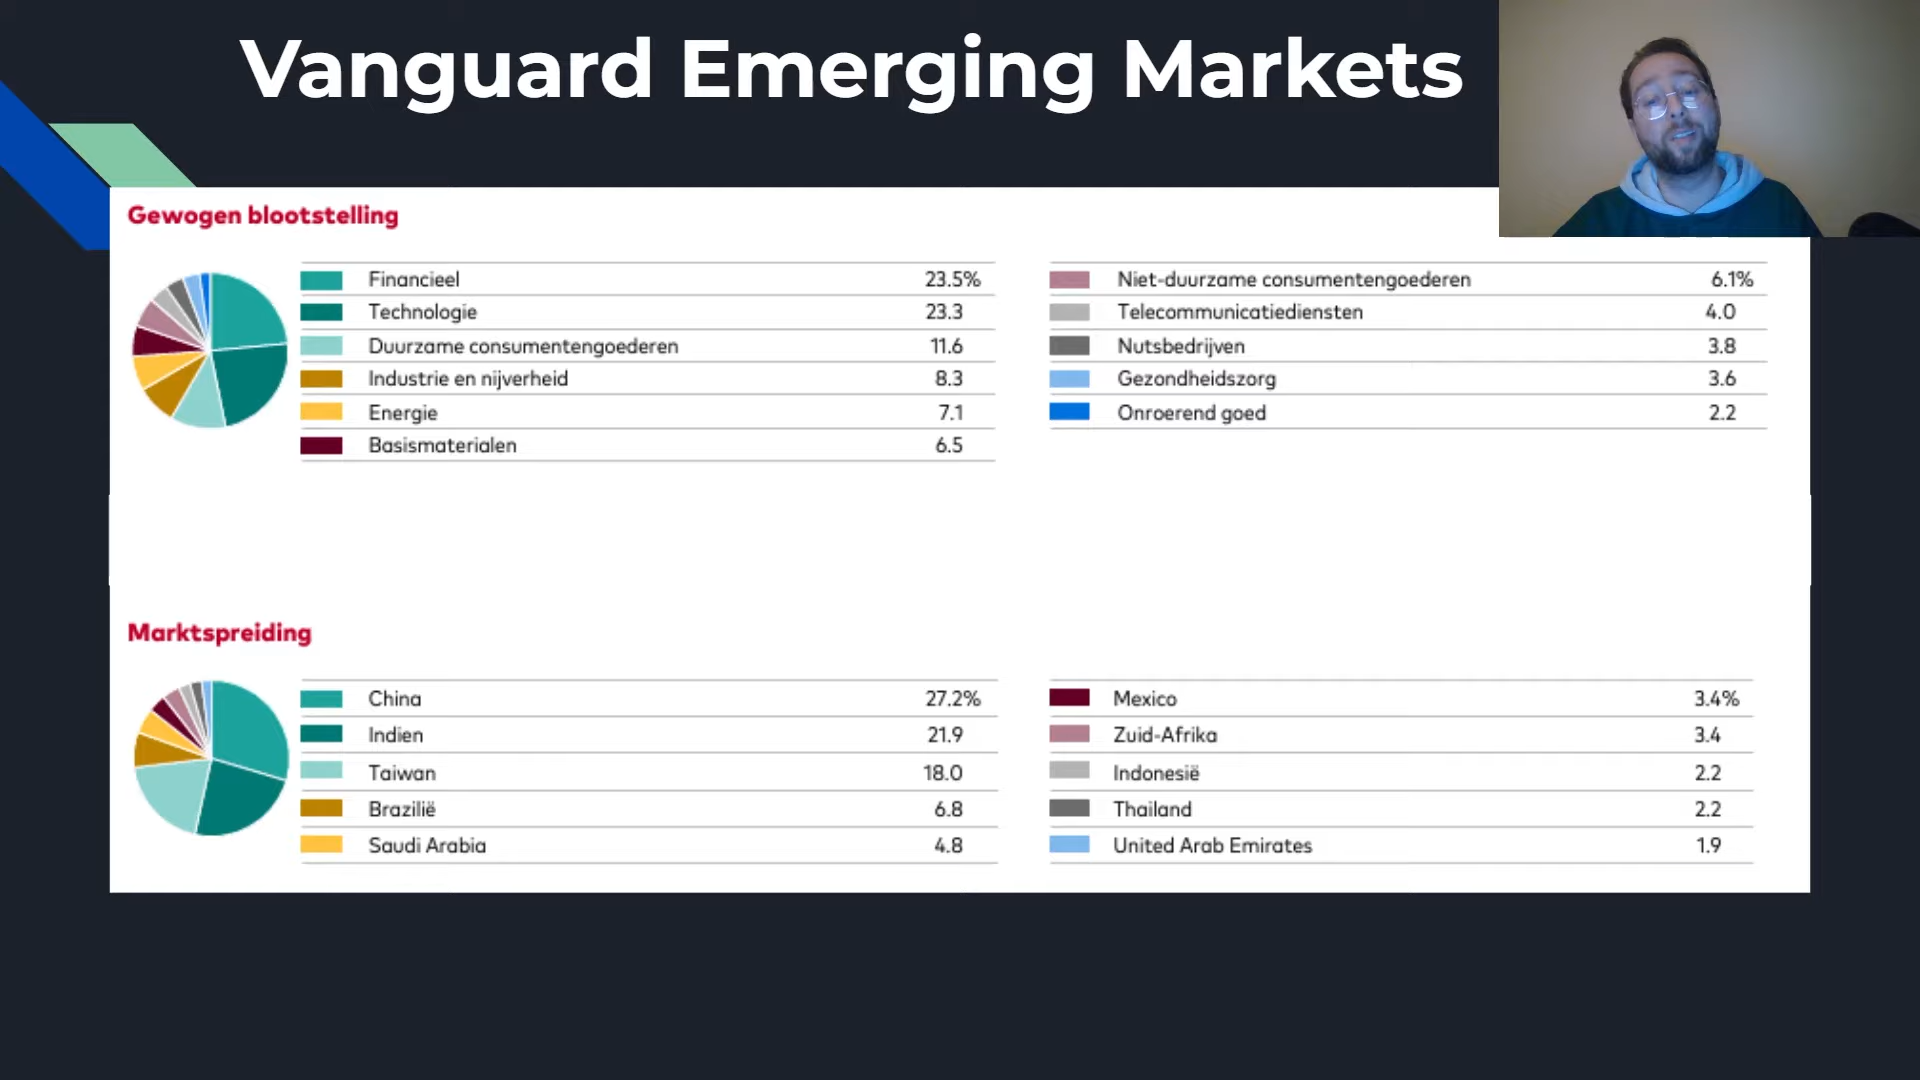 Vanguard Emerging Markets
Gewogen blootstelling
Financieel 23.5%
Technologie 23.3
Duurzame consumentengoederen 11.6
Industrie en nijverheid 8.3
Energie 7.1
Basismaterialen 6.5
Niet-duurzame consumentengoederen 6.1%
Telecommunicatiediensten 4.0
Nutsbedrijven 3.8
Gezondheidszorg 3.6
Onroerend goed 2.2
Marktspreiding
China 27.2%
Indien 21.9
Taiwan 18.0
Brazilië 6.8
Saudi Arabia 4.8
Mexico 3.4%
Zuid-Afrika 3.4
Indonesië 2.2
Thailand 2.2
United Arab Emirates 1.9